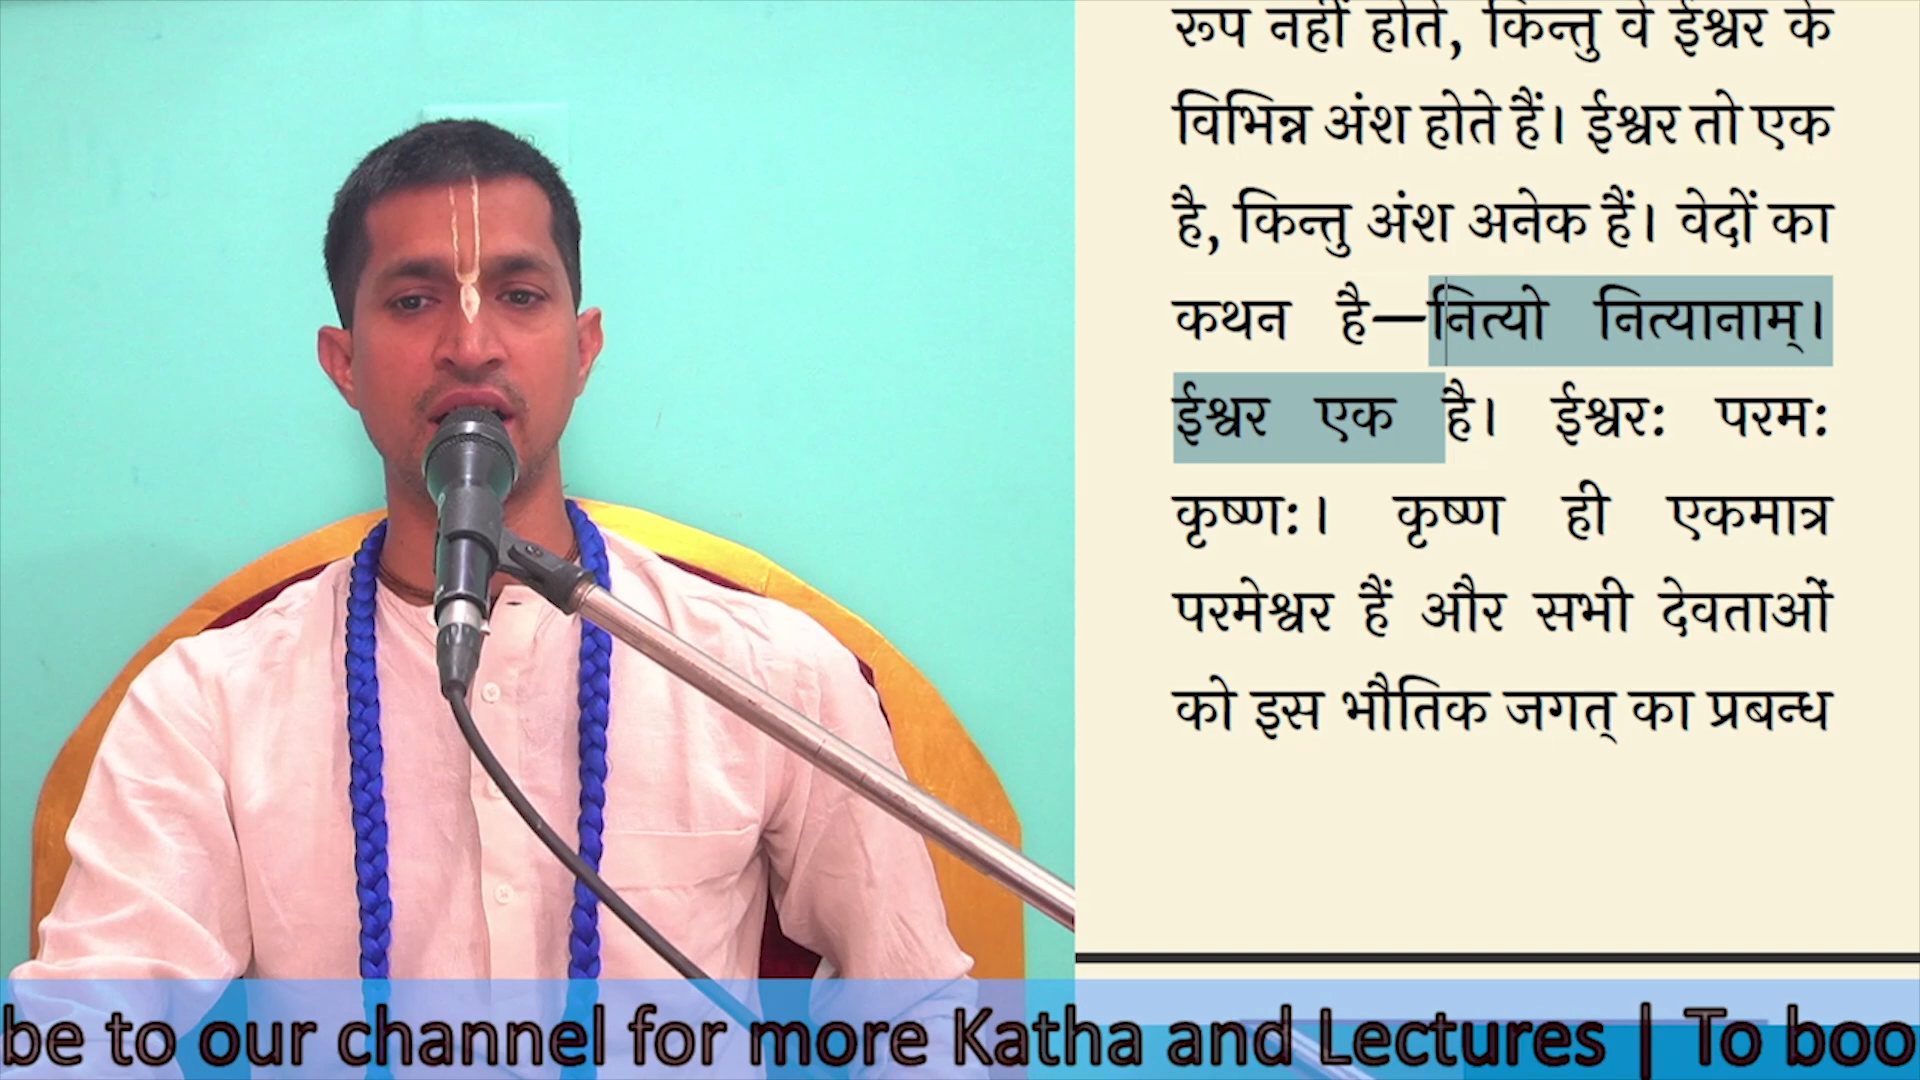 रूप नहीं होते, किन्तु वे ईश्वर के
विभिन्न अंश होते हैं। ईश्वर तो एक
है, किन्तु अंश अनेक हैं। वेदों का
कथन है—नित्यो नित्यानाम्।
ईश्वर एक है। ईश्वरः परमः
कृष्णः। कृष्ण ही एकमात्र
परमेश्वर हैं और सभी देवताओं
को इस भौतिक जगत् का प्रबन्ध
be to our channel for more Katha and Lectures | To boo